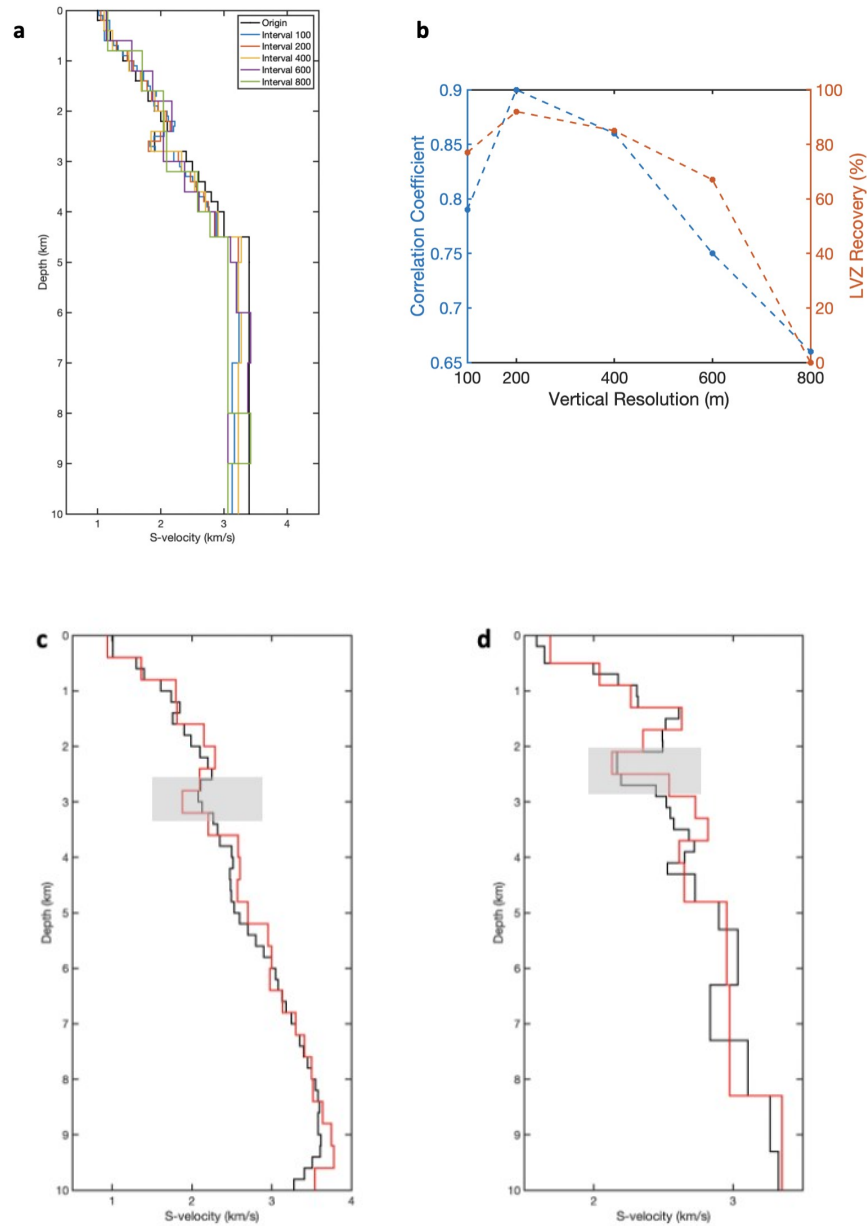 a
Origin
Interval 100
Interval 200
Interval 400
Interval 600
Interval 800
0
1
2
3
4
5
6
7
8
9
10
Depth (km)
1 2 3 4
S-velocity (km/s)
b
0.9
0.85
0.8
0.75
0.7
0.65
Correlation Coefficient
100
80
60
40
20
0
LVZ Recovery (%)
100 200 400 600 800
Vertical Resolution (m)
c
0
1
2
3
4
5
6
7
8
9
10
Depth (km)
1 2 3 4
S-velocity (km/s)
d
0
1
2
3
4
5
6
7
8
9
10
Depth (km)
2 3
S-velocity (km/s)